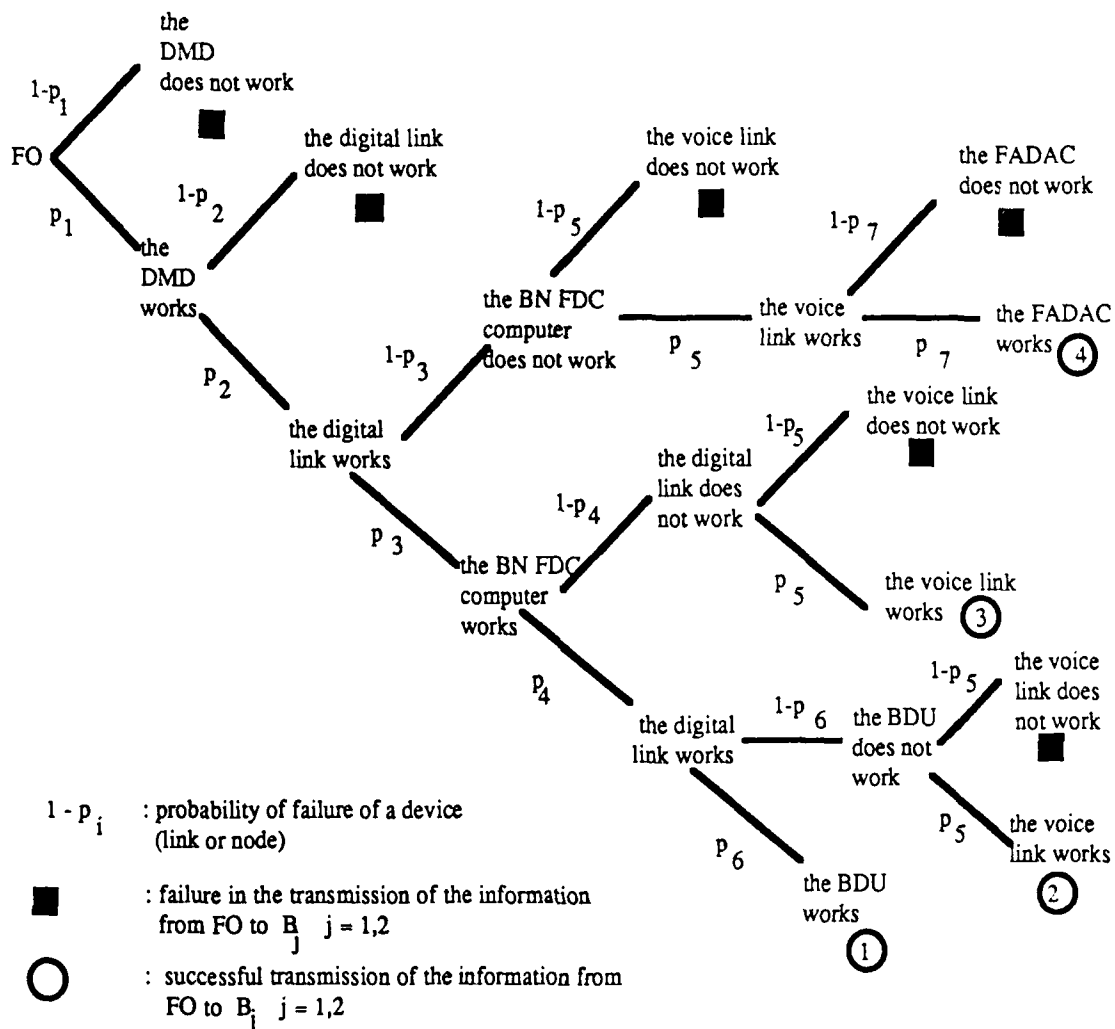 the
DMD
does not work
1-p1
FO
p1
the
DMD
works
the digital link
does not work
1-p2
p2
the digital
link works
1-p3
the BN FDC
computer
does not work
the voice link
does not work
1-p5
p5
the voice
link works
1-p7
the FADAC
does not work
p7
the FADAC
works 4
p3
the BN FDC
computer
works
1-p4
the digital
link does
not work
1-p5
the voice link
does not work
p5
the voice link
works 3
p4
the digital
link works
1-p6
the BDU
does not
work
1-p5
the voice
link does
not work
p5
the voice
link works
2
p6
the BDU
works
1
1 - pi : probability of failure of a device
(link or node)
: failure in the transmission of the information
from FO to Bj j = 1,2
: successful transmission of the information from
FO to Bj j = 1,2